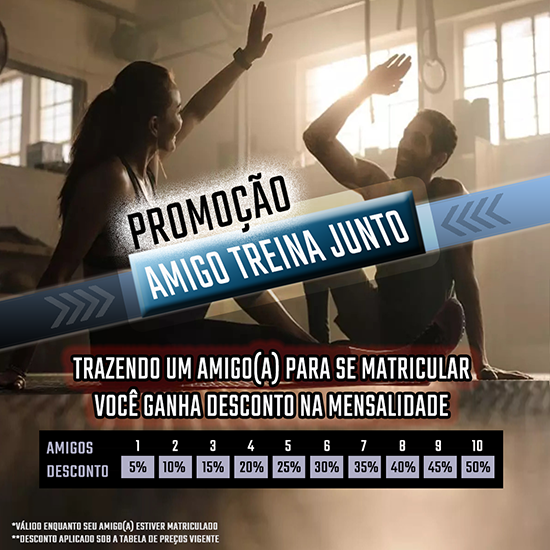 PROMOÇÃO
AMIGO TREINA JUNTO
TRAZENDO UM AMIGO(A) PARA SE MATRICULAR
VOCÊ GANHA DESCONTO NA MENSALIDADE
AMIGOS 1 2 3 4 5 6 7 8 9 10
DESCONTO 5% 10% 15% 20% 25% 30% 35% 40% 45% 50%
*VÁLIDO ENQUANTO SEU AMIGO(A) ESTIVER MATRICULADO
**DESCONTO APLICADO SOB A TABELA DE PREÇOS VIGENTE